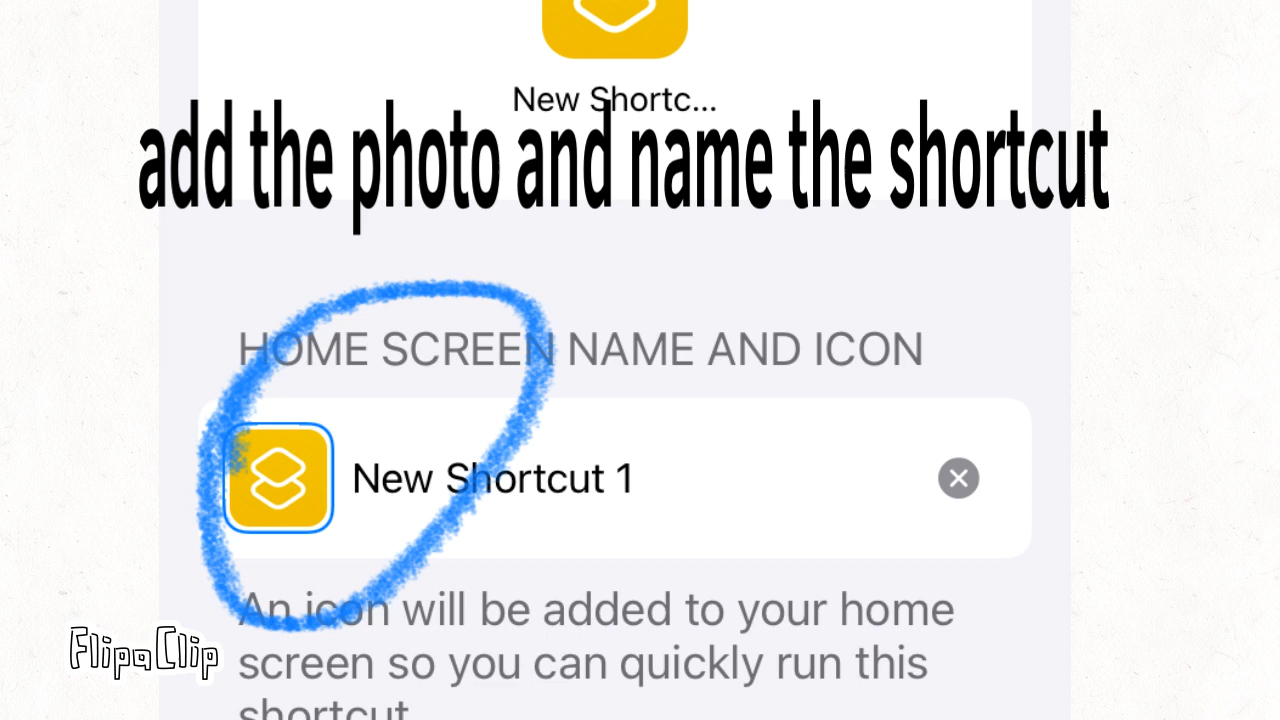 New Shortc...
add the photo and name the shortcut
HOME SCREEN NAME AND ICON
New Shortcut 1
An icon will be added to your home
screen so you can quickly run this
shortcut
FlipaClip